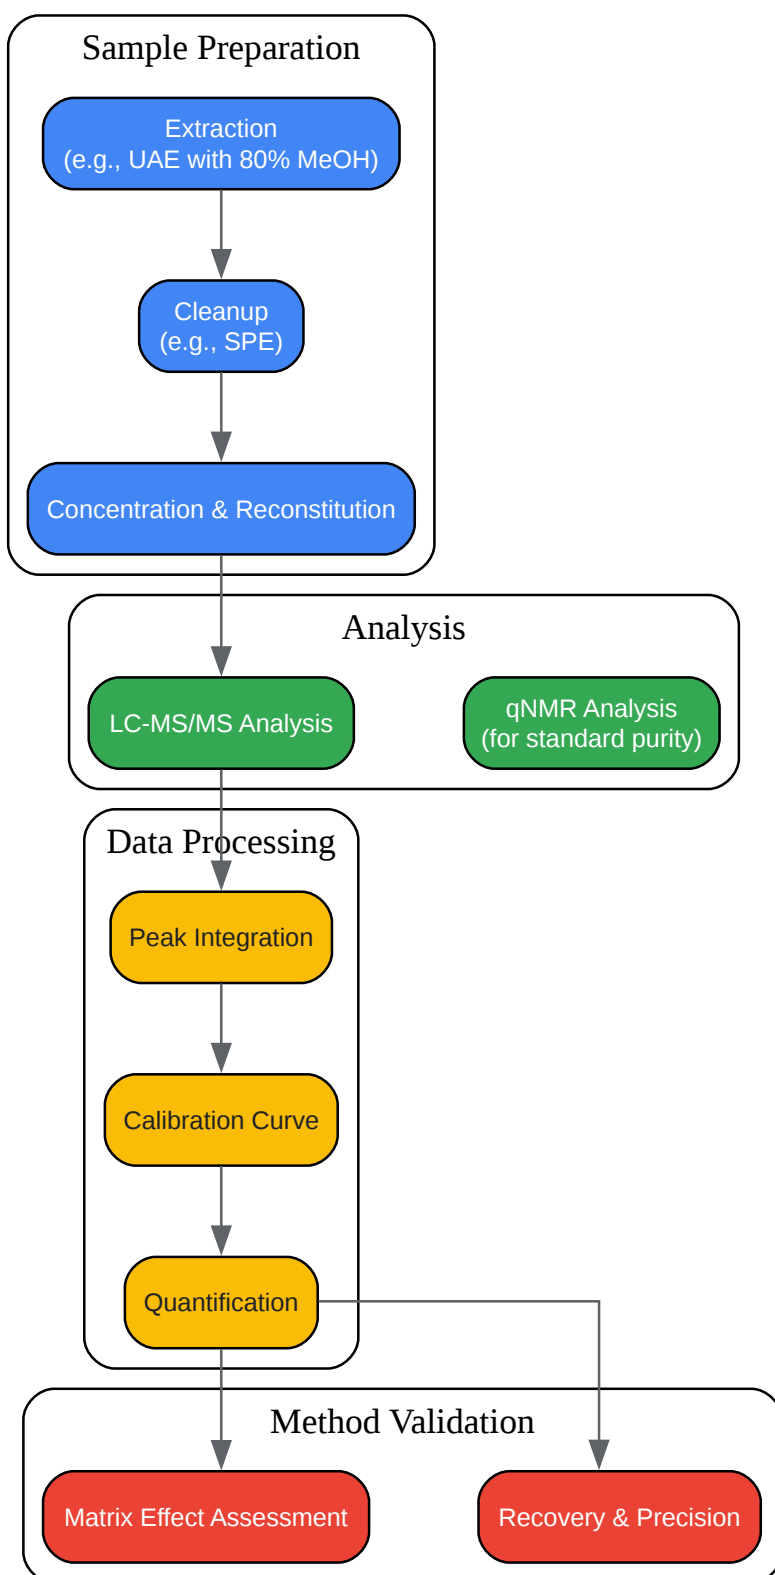 Sample Preparation
Extraction
(e.g., UAE with 80% MeOH)
Cleanup
(e.g., SPE)
Concentration & Reconstitution
Analysis
LC-MS/MS Analysis
qNMR Analysis
(for standard purity)
Data Processing
Peak Integration
Calibration Curve
Quantification
Method Validation
Matrix Effect Assessment
Recovery & Precision